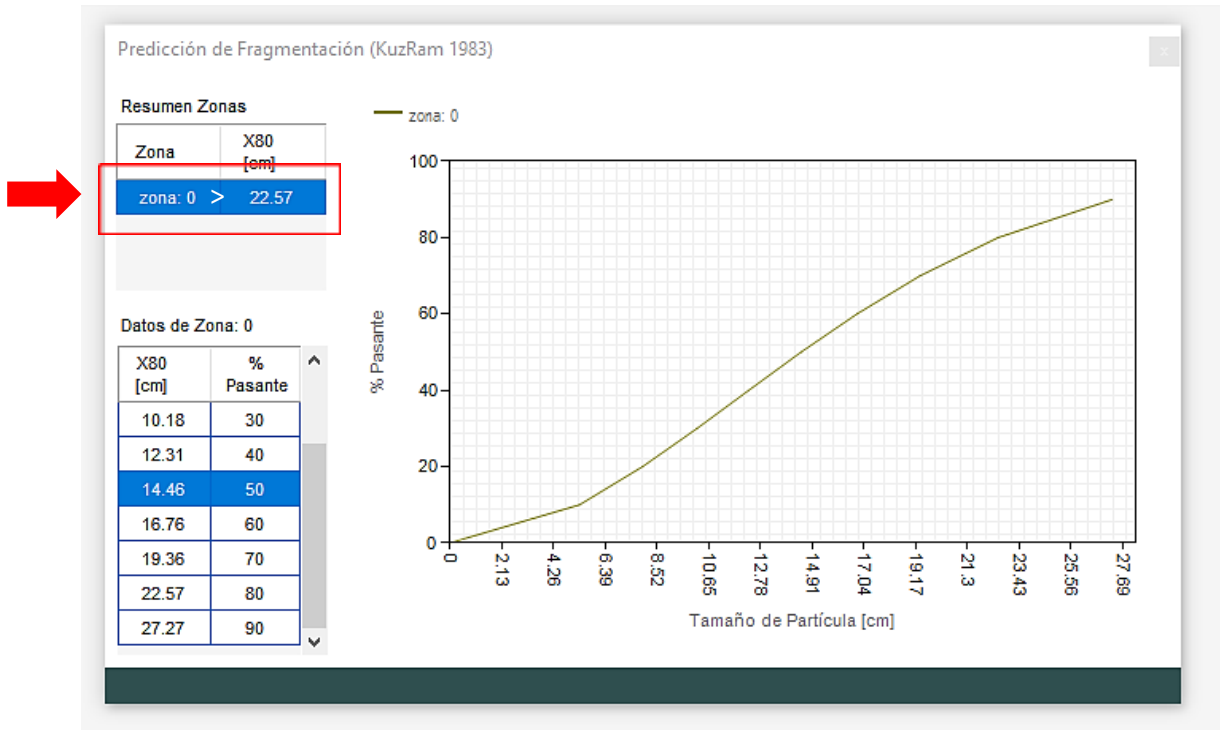 Predicción de Fragmentación (KuzRam 1983)
x
Resumen Zonas
Zona X80 [cm]
zona: 0 > 22.57
Datos de Zona: 0
X80 [cm] % Pasante
10.18 30
12.31 40
14.46 50
16.76 60
19.36 70
22.57 80
27.27 90
zona: 0
% Pasante
100
80
60
40
20
0
0 2.13 4.26 6.39 8.52 10.65 12.78 14.91 17.04 19.17 21.3 23.43 25.56 27.69
Tamaño de Partícula [cm]